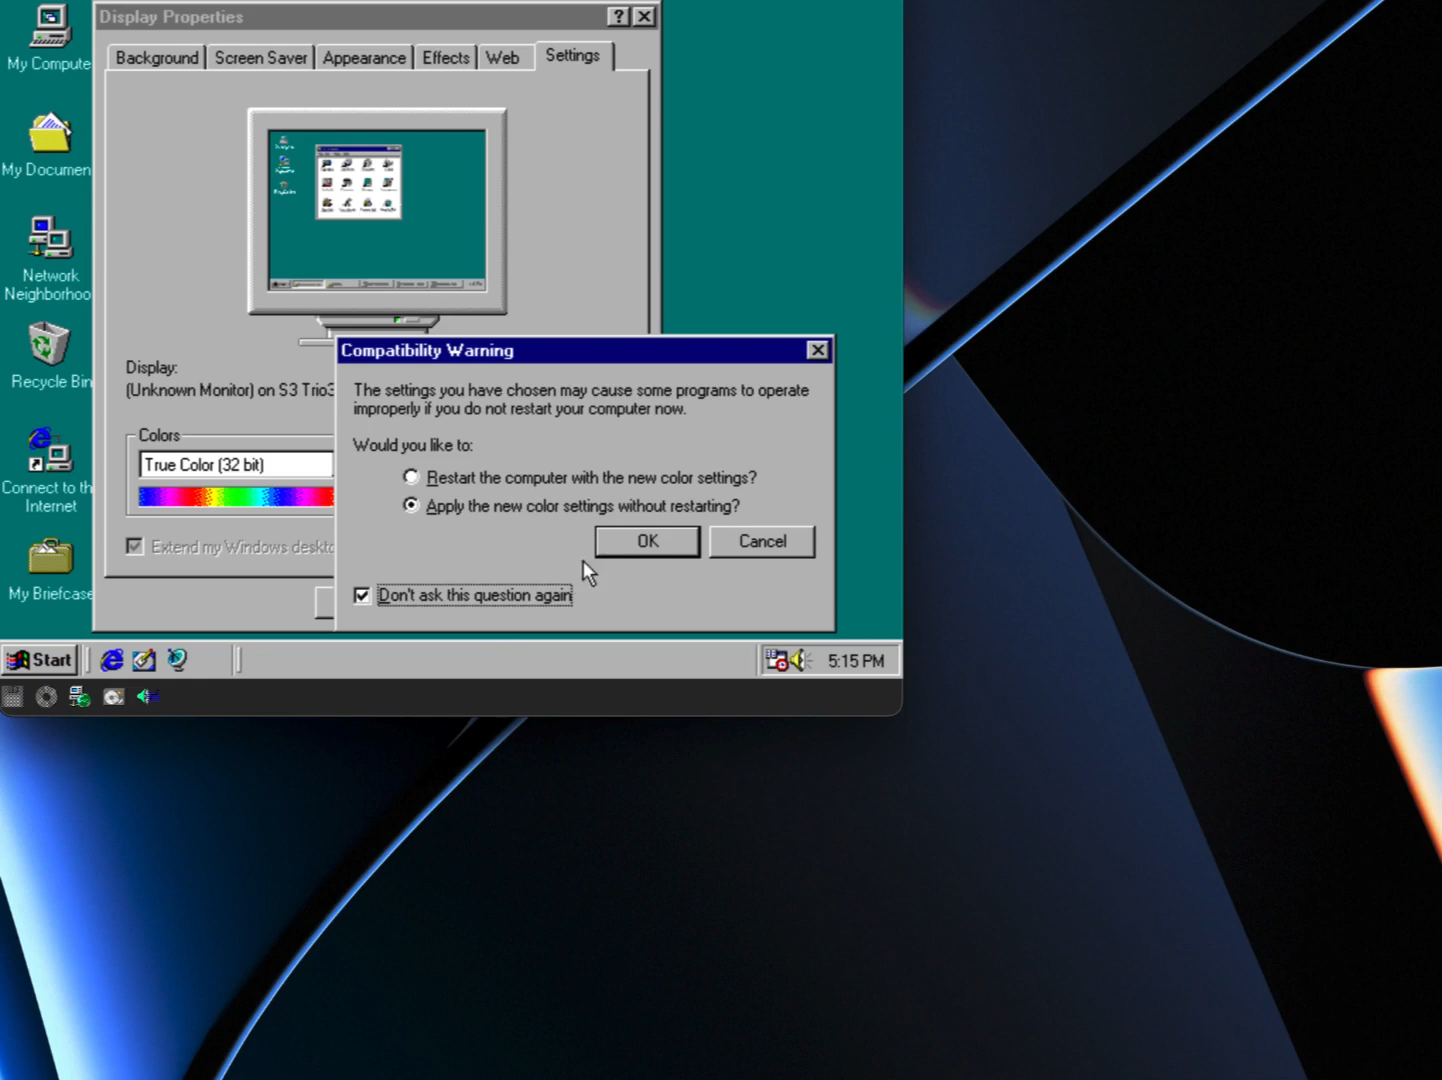 Display Properties
Background
Screen Saver
Appearance
Effects
Web
Settings
My Compute
My Documen
Network
Neighborhoo
Recycle Bin
Connect to th
Internet
My Briefcase
Display:
(Unknown Monitor) on S3 Trio3
Colors
True Color (32 bit)
Extend my Windows deskto
Compatibility Warning
The settings you have chosen may cause some programs to operate
improperly if you do not restart your computer now.
Would you like to:
Restart the computer with the new color settings?
Apply the new color settings without restarting?
OK
Cancel
Don't ask this question again
Start
5:15 PM